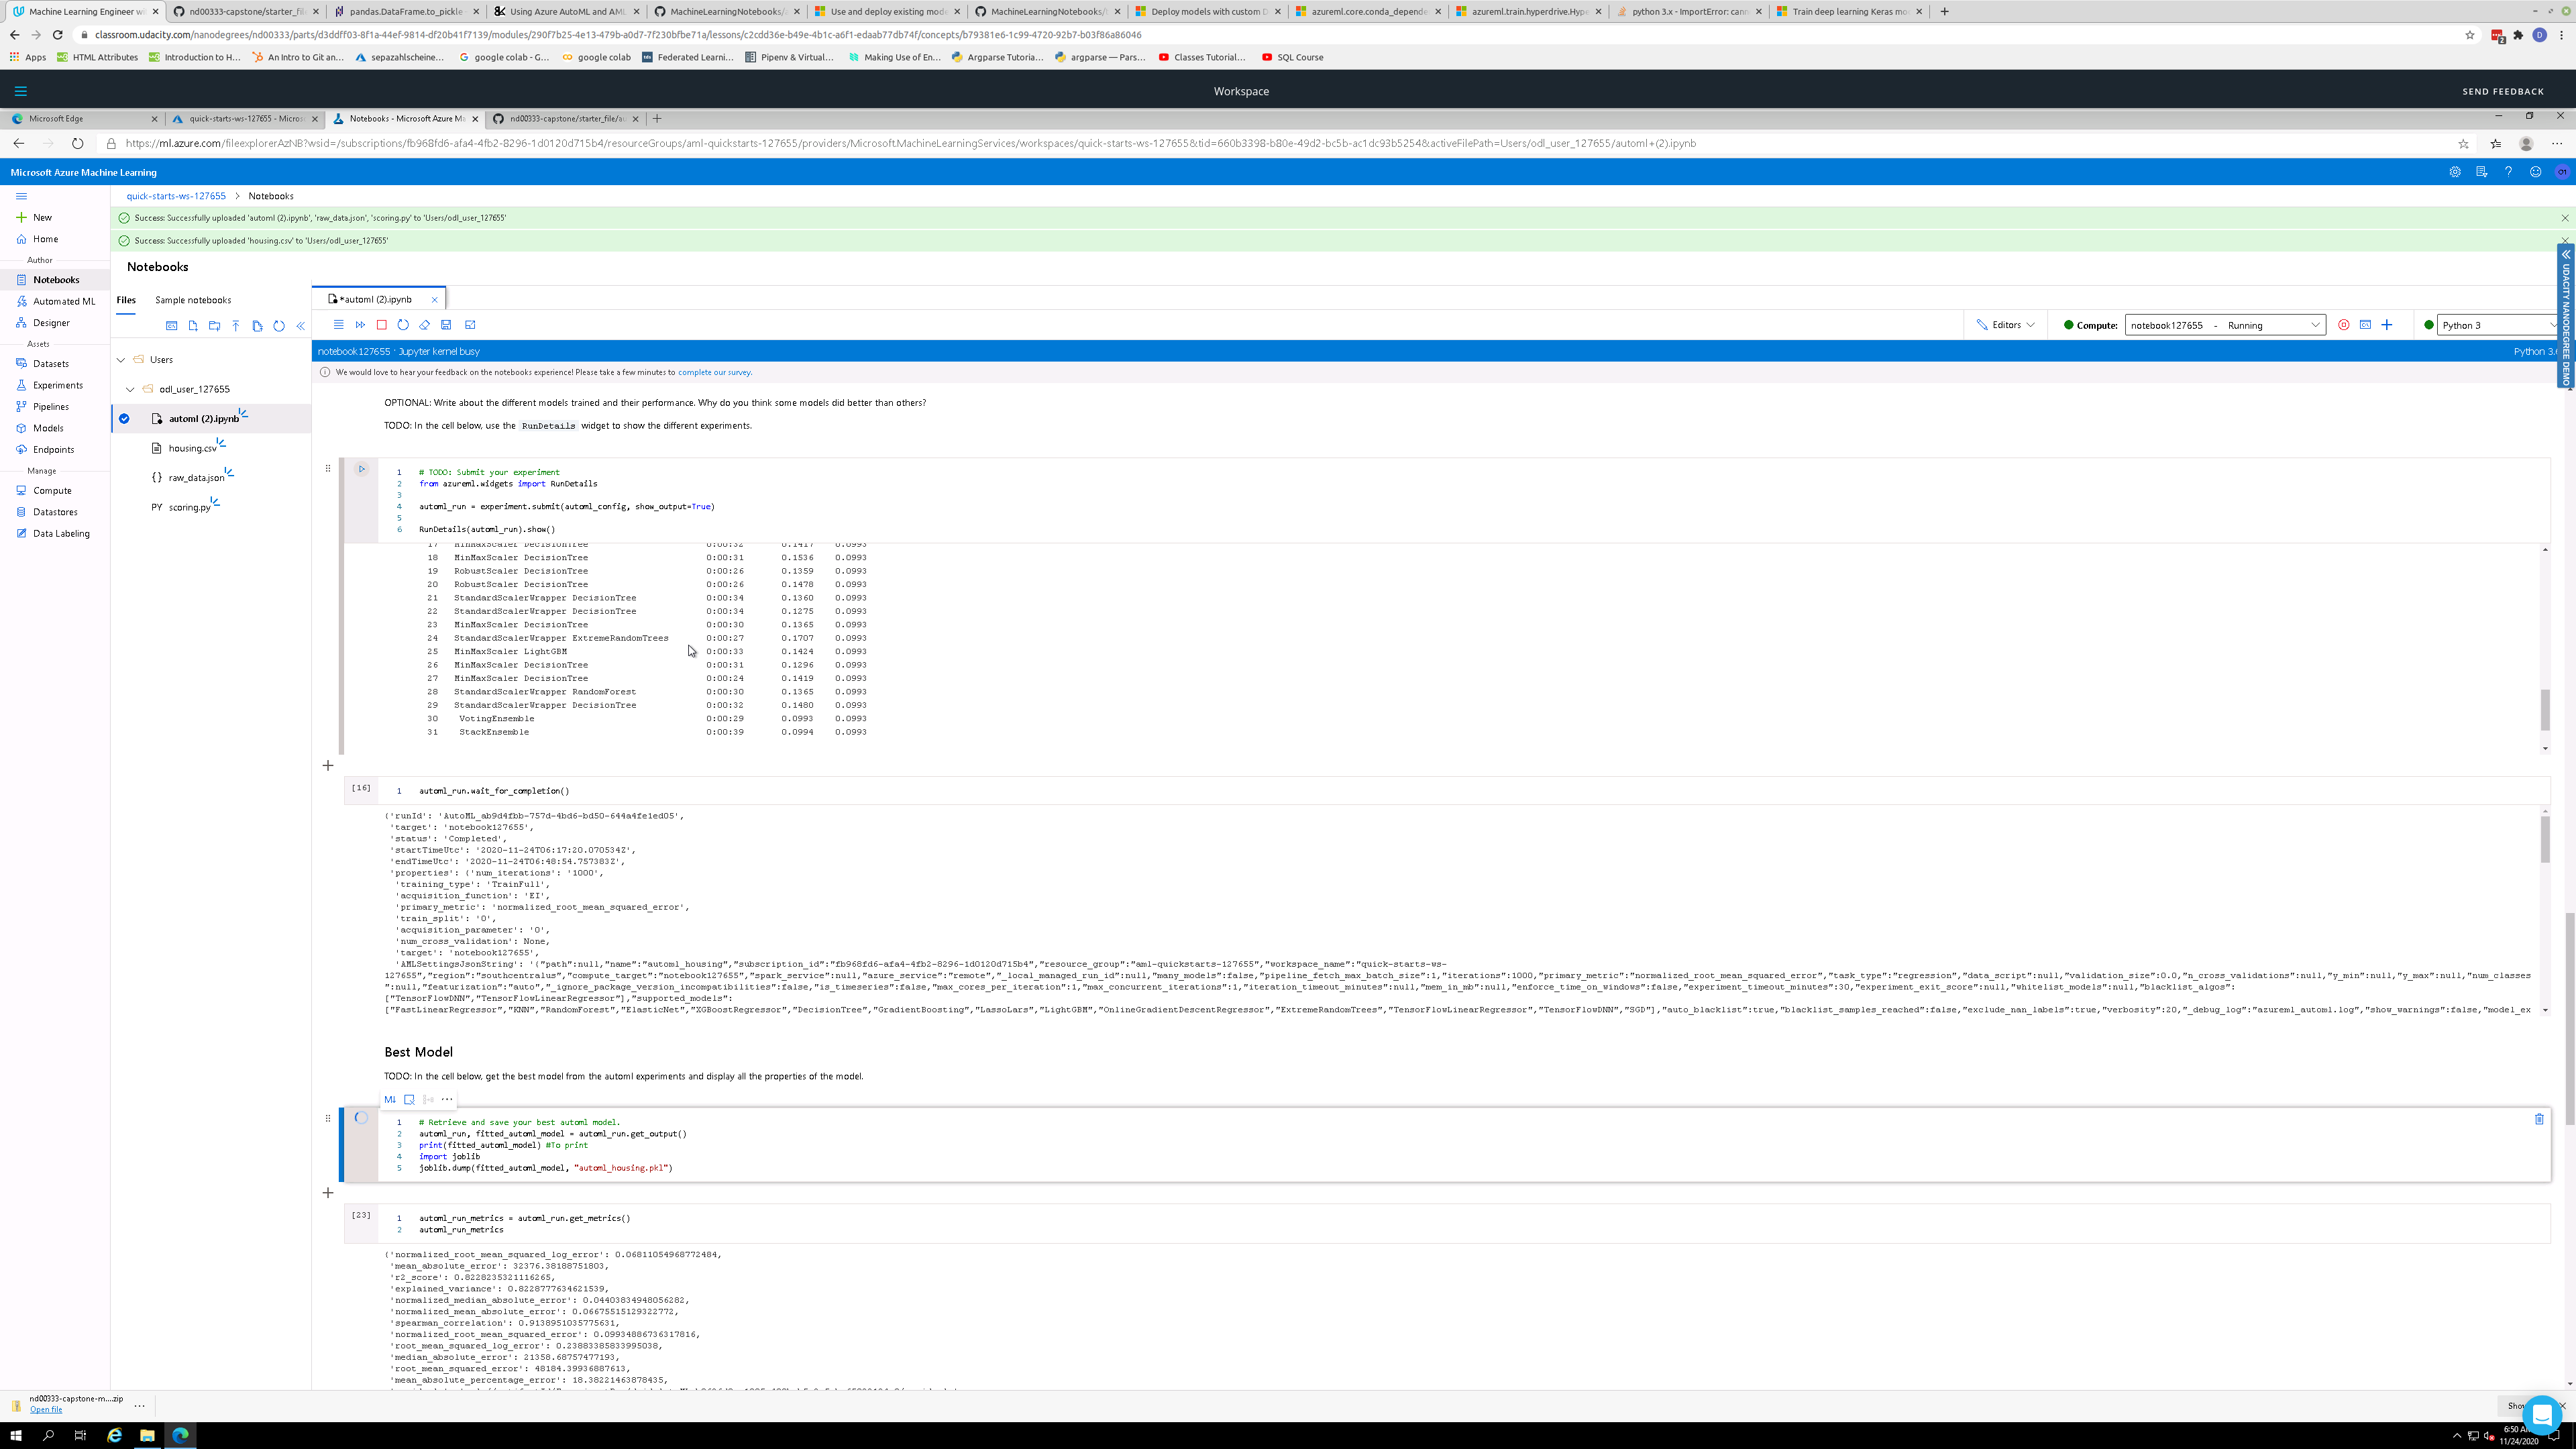 Machine Learning Engineer wi
nd00333-capstone/starter_fil
pandas.DataFrame.to_pickle
Using Azure AutoML and AML
MachineLearningNotebooks/
Use and deploy existing mode
MachineLearningNotebooks/
Deploy models with custom D
azureml.core.conda_depende
azureml.train.hyperdrive.Hype
python 3.x - ImportError: cann
Train deep learning Keras mod
classroom.udacity.com/nanodegrees/nd00333/parts/d3ddff03-8f1a-44ef-9814-df20b41f7139/modules/290f7b25-4e13-479b-a0d7-7f230bfbe71a/lessons/c2cdd36e-b49e-4b1c-a6f1-edaab77db74f/concepts/b79381e6-1c99-4720-92b7-b03f86a86046
Apps
HTML Attributes
Introduction to H...
An Intro to Git an...
sepazahlscheine...
google colab - G...
google colab
Federated Learni...
Pipenv & Virtual...
Making Use of En...
Argparse Tutoria...
argparse — Pars...
Classes Tutorial...
SQL Course
Workspace
SEND FEEDBACK
Microsoft Edge
quick-starts-ws-127655 - Micros
Notebooks - Microsoft Azure Ma
nd00333-capstone/starter_file/au
https://ml.azure.com/fileexplorerAzNB?wsid=/subscriptions/fb968fd6-afa4-4fb2-8296-1d0120d715b4/resourceGroups/aml-quickstarts-127655/providers/Microsoft.MachineLearningServices/workspaces/quick-starts-ws-127655&tid=660b3398-b80e-49d2-bc5b-ac1dc93b5254&activeFilePath=Users/odl_user_127655/automl+(2).ipynb
Microsoft Azure Machine Learning
quick-starts-ws-127655 > Notebooks
New
Success: Successfully uploaded 'automl (2).ipynb', 'raw_data.json', 'scoring.py' to 'Users/odl_user_127655'
Home
Success: Successfully uploaded 'housing.csv' to 'Users/odl_user_127655'
Author
Notebooks
Notebooks
Automated ML
Designer
Assets
Datasets
Experiments
Pipelines
Models
Endpoints
Manage
Compute
Datastores
Data Labeling
UDACITY NANODEGREE DEMO
Files
Sample notebooks
*automl (2).ipynb
Editors
Compute:
notebook127655 - Running
Python 3
Users
odl_user_127655
automl (2).ipynb
housing.csv
{} raw_data.json
PY scoring.py
notebook127655 · Jupyter kernel busy
Python 3.
We would love to hear your feedback on the notebooks experience! Please take a few minutes to complete our survey.
OPTIONAL: Write about the different models trained and their performance. Why do you think some models did better than others?
TODO: In the cell below, use the RunDetails widget to show the different experiments.
1 # TODO: Submit your experiment
2 from azureml.widgets import RunDetails
3
4 automl_run = experiment.submit(automl_config, show_output=True)
5
6 RunDetails(automl_run).show()
17 MinMaxScaler DecisionTree 0:00:32 0.1417 0.0993
18 MinMaxScaler DecisionTree 0:00:31 0.1536 0.0993
19 RobustScaler DecisionTree 0:00:26 0.1359 0.0993
20 RobustScaler DecisionTree 0:00:26 0.1478 0.0993
21 StandardScalerWrapper DecisionTree 0:00:34 0.1360 0.0993
22 StandardScalerWrapper DecisionTree 0:00:34 0.1275 0.0993
23 MinMaxScaler DecisionTree 0:00:30 0.1365 0.0993
24 StandardScalerWrapper ExtremeRandomTrees 0:00:27 0.1707 0.0993
25 MinMaxScaler LightGBM 0:00:33 0.1424 0.0993
26 MinMaxScaler DecisionTree 0:00:31 0.1296 0.0993
27 MinMaxScaler DecisionTree 0:00:24 0.1419 0.0993
28 StandardScalerWrapper RandomForest 0:00:30 0.1365 0.0993
29 StandardScalerWrapper DecisionTree 0:00:32 0.1480 0.0993
30 VotingEnsemble 0:00:29 0.0993 0.0993
31 StackEnsemble 0:00:39 0.0994 0.0993
[16] 1 automl_run.wait_for_completion()
{'runId': 'AutoML_ab9d4fbb-757d-4bd6-bd50-644a4fe1ed05',
'target': 'notebook127655',
'status': 'Completed',
'startTimeUtc': '2020-11-24T06:17:20.070534Z',
'endTimeUtc': '2020-11-24T06:48:54.757383Z',
'properties': {'num_iterations': '1000',
'training_type': 'TrainFull',
'acquisition_function': 'EI',
'primary_metric': 'normalized_root_mean_squared_error',
'train_split': '0',
'acquisition_parameter': '0',
'num_cross_validation': None,
'target': 'notebook127655',
'AMLSettingsJsonString': '{"path":null,"name":"automl_housing","subscription_id":"fb968fd6-afa4-4fb2-8296-1d0120d715b4","resource_group":"aml-quickstarts-127655","workspace_name":"quick-starts-ws-
127655","region":"southcentralus","compute_target":"notebook127655","spark_service":null,"azure_service":"remote","_local_managed_run_id":null,"many_models":false,"pipeline_fetch_max_batch_size":1,"iterations":1000,"primary_metric":"normalized_root_mean_squared_error","task_type":"regression","data_script":null,"validation_size":0.0,"n_cross_validations":null,"y_min":null,"y_max":null,"num_classes
":null,"featurization":"auto","_ignore_package_version_incompatibilities":false,"is_timeseries":false,"max_cores_per_iteration":1,"max_concurrent_iterations":1,"iteration_timeout_minutes":null,"mem_in_mb":null,"enforce_time_on_windows":false,"experiment_timeout_minutes":30,"experiment_exit_score":null,"whitelist_models":null,"blacklist_algos":
["TensorFlowDNN","TensorFlowLinearRegressor"],"supported_models":
["FastLinearRegressor","KNN","RandomForest","ElasticNet","XGBoostRegressor","DecisionTree","GradientBoosting","LassoLars","LightGBM","OnlineGradientDescentRegressor","ExtremeRandomTrees","TensorFlowLinearRegressor","TensorFlowDNN","SGD"],"auto_blacklist":true,"blacklist_samples_reached":false,"exclude_nan_labels":true,"verbosity":20,"_debug_log":"azureml_automl.log","show_warnings":false,"model_ex
Best Model
TODO: In the cell below, get the best model from the automl experiments and display all the properties of the model.
M↓
1 # Retrieve and save your best automl model.
2 automl_run, fitted_automl_model = automl_run.get_output()
3 print(fitted_automl_model) #To print
4 import joblib
5 joblib.dump(fitted_automl_model, "automl_housing.pkl")
[23] 1 automl_run_metrics = automl_run.get_metrics()
2 automl_run_metrics
{'normalized_root_mean_squared_log_error': 0.06811054968772484,
'mean_absolute_error': 32376.38188751803,
'r2_score': 0.8228235321116265,
'explained_variance': 0.8228777634621539,
'normalized_median_absolute_error': 0.04403834948056282,
'normalized_mean_absolute_error': 0.06675515129322772,
'spearman_correlation': 0.9138951035775631,
'normalized_root_mean_squared_error': 0.09934886736317816,
'root_mean_squared_log_error': 0.23883385833995038,
'median_absolute_error': 21358.68757477193,
'root_mean_squared_error': 48184.39936887613,
'mean_absolute_percentage_error': 18.38221463878435,
nd00333-capstone-m....zip
Open file
Sho
6:50 A
11/24/2020